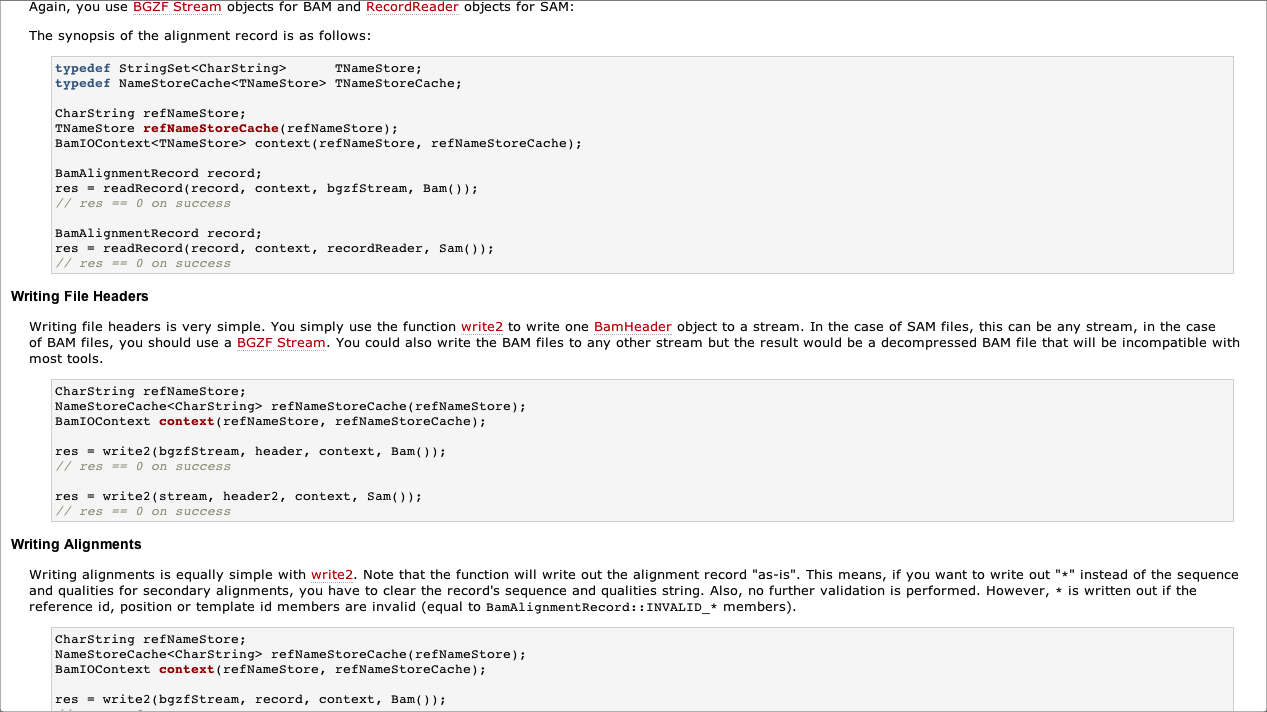 Again, you use BGZF Stream objects for BAM and RecordReader objects for SAM:
The synopsis of the alignment record is as follows:
typedef StringSet<CharString>      TNameStore;
typedef NameStoreCache<TNameStore> TNameStoreCache;
CharString refNameStore;
TNameStore refNameStoreCache(refNameStore);
BamIOContext<TNameStore> context(refNameStore, refNameStoreCache);
BamAlignmentRecord record;
res = readRecord(record, context, bgzfStream, Bam());
// res == 0 on success
BamAlignmentRecord record;
res = readRecord(record, context, recordReader, Sam());
// res == 0 on success
Writing File Headers
Writing file headers is very simple. You simply use the function write2 to write one BamHeader object to a stream. In the case of SAM files, this can be any stream, in the case
of BAM files, you should use a BGZF Stream. You could also write the BAM files to any other stream but the result would be a decompressed BAM file that will be incompatible with
most tools.
CharString refNameStore;
NameStoreCache<CharString> refNameStoreCache(refNameStore);
BamIOContext context(refNameStore, refNameStoreCache);
res = write2(bgzfStream, header, context, Bam());
// res == 0 on success
res = write2(stream, header2, context, Sam());
// res == 0 on success
Writing Alignments
Writing alignments is equally simple with write2. Note that the function will write out the alignment record "as-is". This means, if you want to write out "*" instead of the sequence
and qualities for secondary alignments, you have to clear the record's sequence and qualities string. Also, no further validation is performed. However, * is written out if the
reference id, position or template id members are invalid (equal to BamAlignmentRecord::INVALID_* members).
CharString refNameStore;
NameStoreCache<CharString> refNameStoreCache(refNameStore);
BamIOContext context(refNameStore, refNameStoreCache);
res = write2(bgzfStream, record, context, Bam());